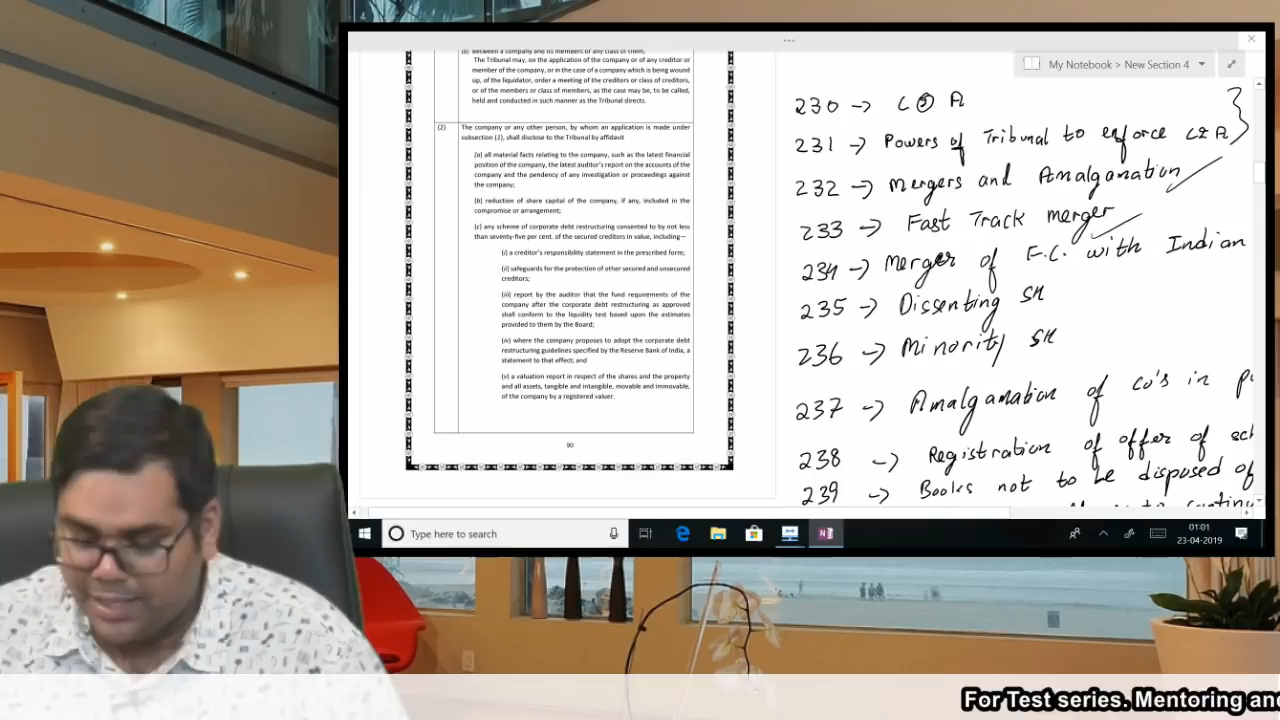 (b) Between a company and its members or any class of them,
The Tribunal may, on the application of the company or of any creditor or
member of the company, or in the case of a company which is being wound
up, of the liquidator, order a meeting of the creditors or class of creditors,
or of the members or class of members, as the case may be, to be called,
held and conducted in such manner as the Tribunal directs.
(2) The company or any other person, by whom an application is made under
subsection (1), shall disclose to the Tribunal by affidavit
(a) all material facts relating to the company, such as the latest financial
position of the company, the latest auditor's report on the accounts of the
company and the pendency of any investigation or proceedings against
the company;
(b) reduction of share capital of the company, if any, included in the
compromise or arrangement;
(c) any scheme of corporate debt restructuring consented to by not less
than seventy-five per cent. of the secured creditors in value, including—
(i) a creditor's responsibility statement in the prescribed form;
(ii) safeguards for the protection of other secured and unsecured
creditors;
(iii) report by the auditor that the fund requirements of the
company after the corporate debt restructuring as approved
shall conform to the liquidity test based upon the estimates
provided to them by the Board;
(iv) where the company proposes to adopt the corporate debt
restructuring guidelines specified by the Reserve Bank of India, a
statement to that effect; and
(v) a valuation report in respect of the shares and the property
and all assets, tangible and intangible, movable and immovable,
of the company by a registered valuer.
90
My Notebook > New Section 4
230 → C & A
231 → Powers of Tribunal to enforce C & A
232 → Mergers and Amalgamation
233 → Fast Track merger
234 → Merger of F.C. with Indian
235 → Dissenting SH
236 → Minority SH
237 → Amalgamation of co's in
238 → Registration of offer of
239 → Books not to be disposed of
Type here to search
01:01
23-04-2019
For Test series. Mentoring and